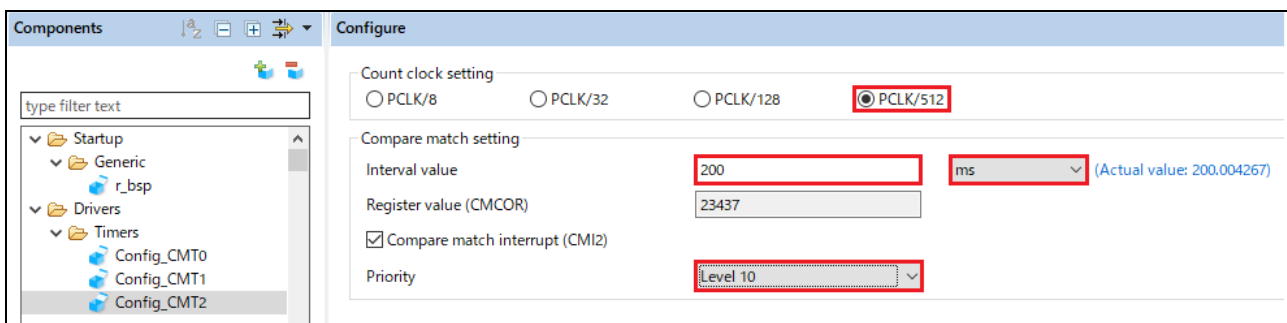 Components
Configure
type filter text
Startup
Generic
r_bsp
Drivers
Timers
Config_CMT0
Config_CMT1
Config_CMT2
Count clock setting
PCLK/8 PCLK/32 PCLK/128 PCLK/512
Compare match setting
Interval value 200 ms (Actual value: 200.004267)
Register value (CMCOR) 23437
Compare match interrupt (CMI2)
Priority Level 10